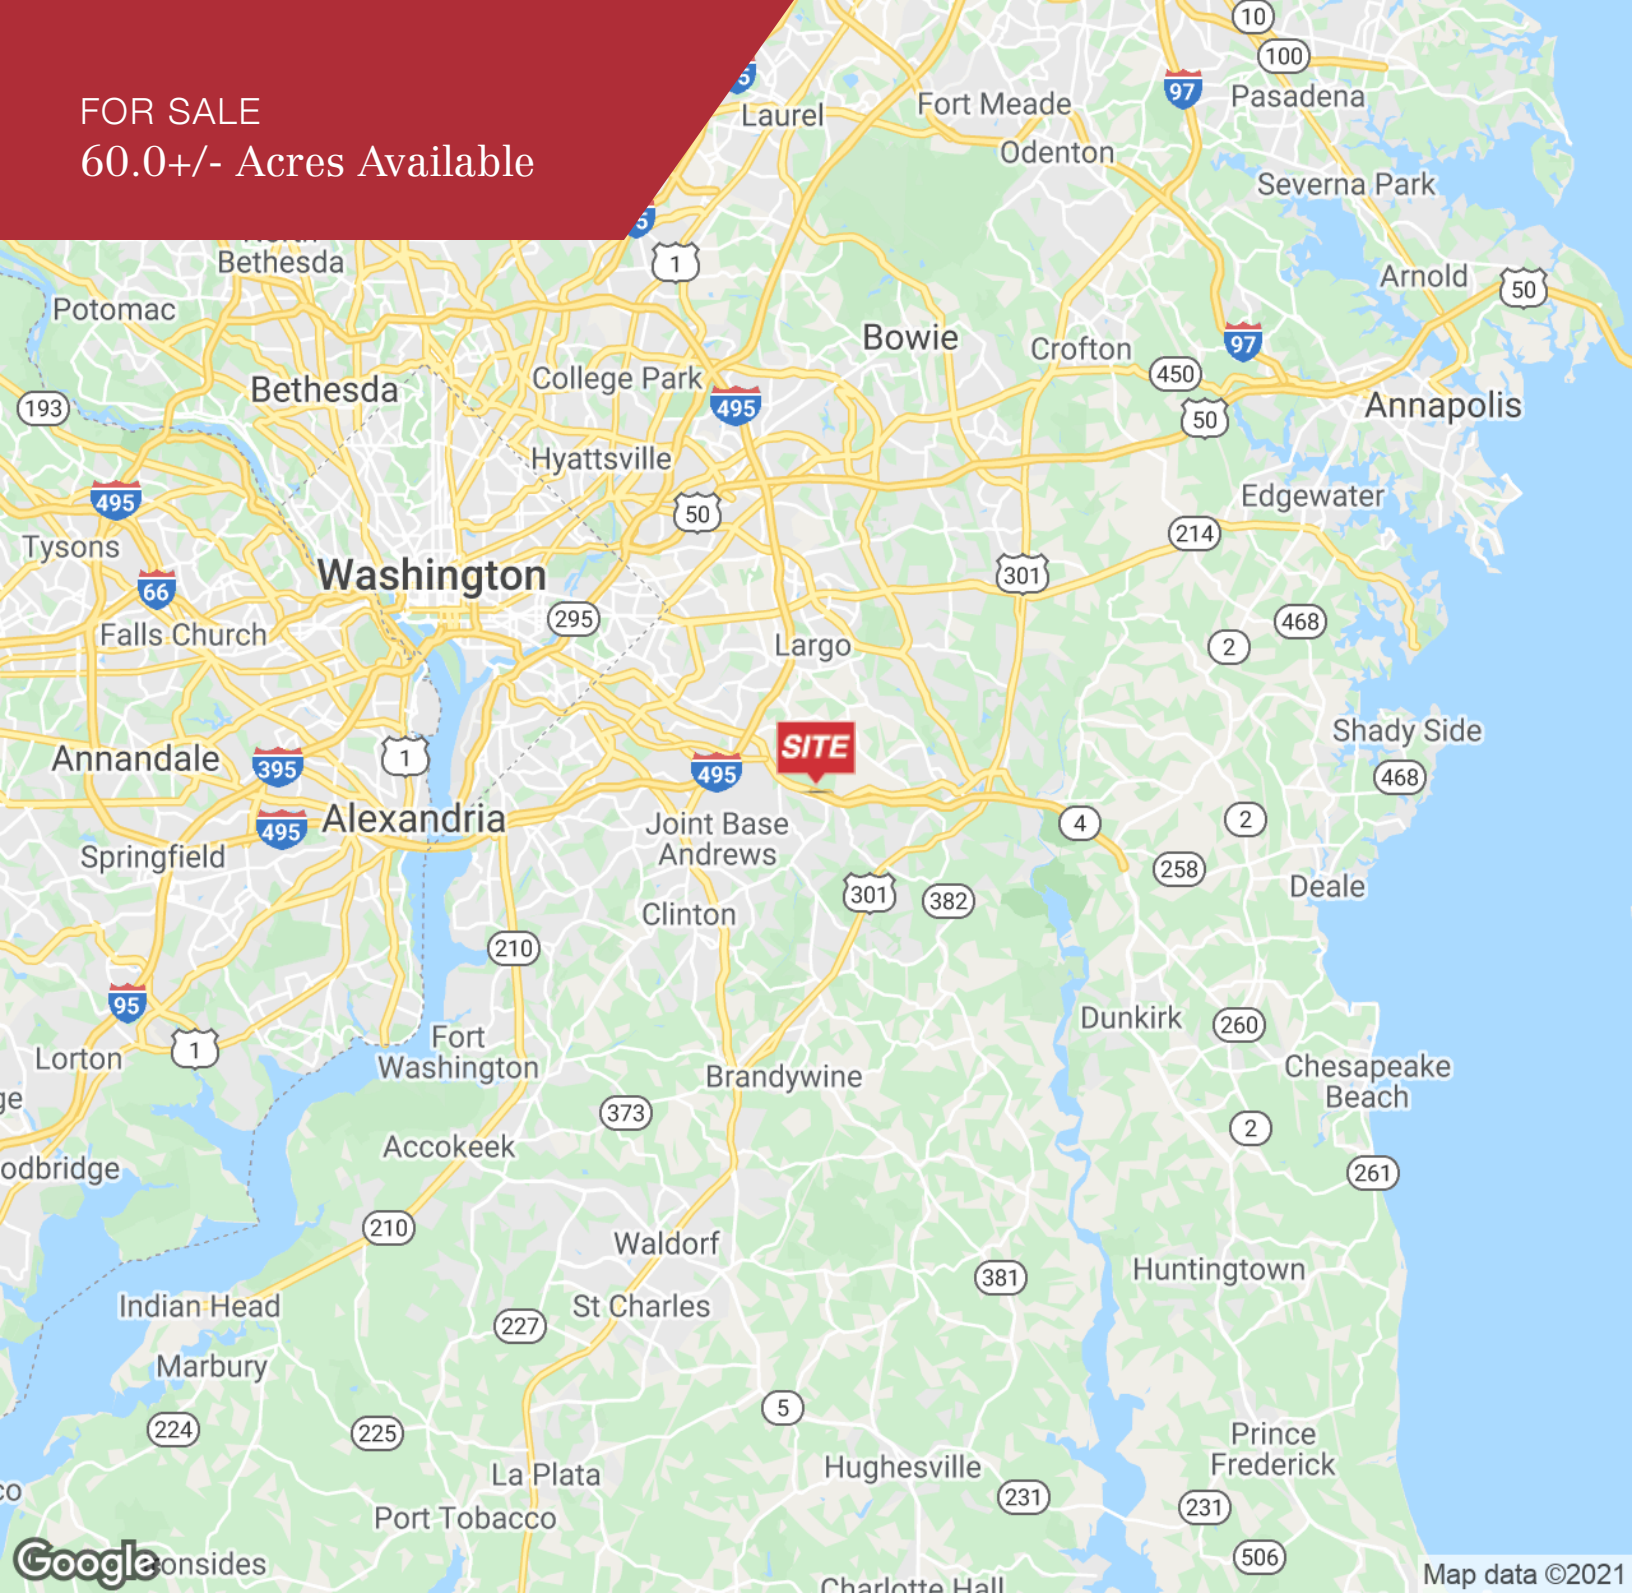 FOR SALE
60.0+/- Acres Available
10
100
97
Pasadena
Laurel
Fort Meade
Odenton
Severna Park
Bethesda
1
Arnold
50
Potomac
Bowie
Crofton
97
450
College Park
Bethesda
495
193
50
Annapolis
Hyattsville
495
50
Edgewater
214
Tysons
Washington
66
301
295
468
Falls Church
Largo
2
SITE
Shady Side
Annandale
395
1
495
468
Alexandria
495
Joint Base
Andrews
4
2
Springfield
258
Deale
301
382
Clinton
210
95
Dunkirk
260
Lorton
1
Fort
Washington
Brandywine
Chesapeake
Beach
373
2
Accokeek
odbridge
261
210
Waldorf
381
Huntingtown
Indian Head
227
St Charles
Marbury
5
224
225
Prince
Frederick
La Plata
Hughesville
231
231
Port Tobacco
506
Google
onsides
Charlotte Hall
Map data ©2021